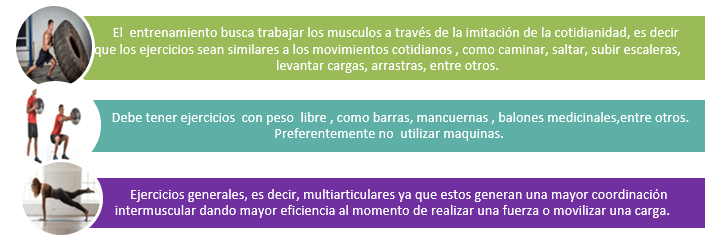 El entrenamiento busca trabajar los musculos a través de la imitación de la cotidianidad, es decir
que los ejercicios sean similares a los movimientos cotidianos , como caminar, saltar, subir escaleras,
levantar cargas, arrastras, entre otros.
Debe tener ejercicios con peso libre , como barras, mancuernas , balones medicinales,entre otros.
Preferentemente no utilizar maquinas.
Ejercicios generales, es decir, multiarticulares ya que estos generan una mayor coordinación
intermuscular dando mayor eficiencia al momento de realizar una fuerza o movilizar una carga.